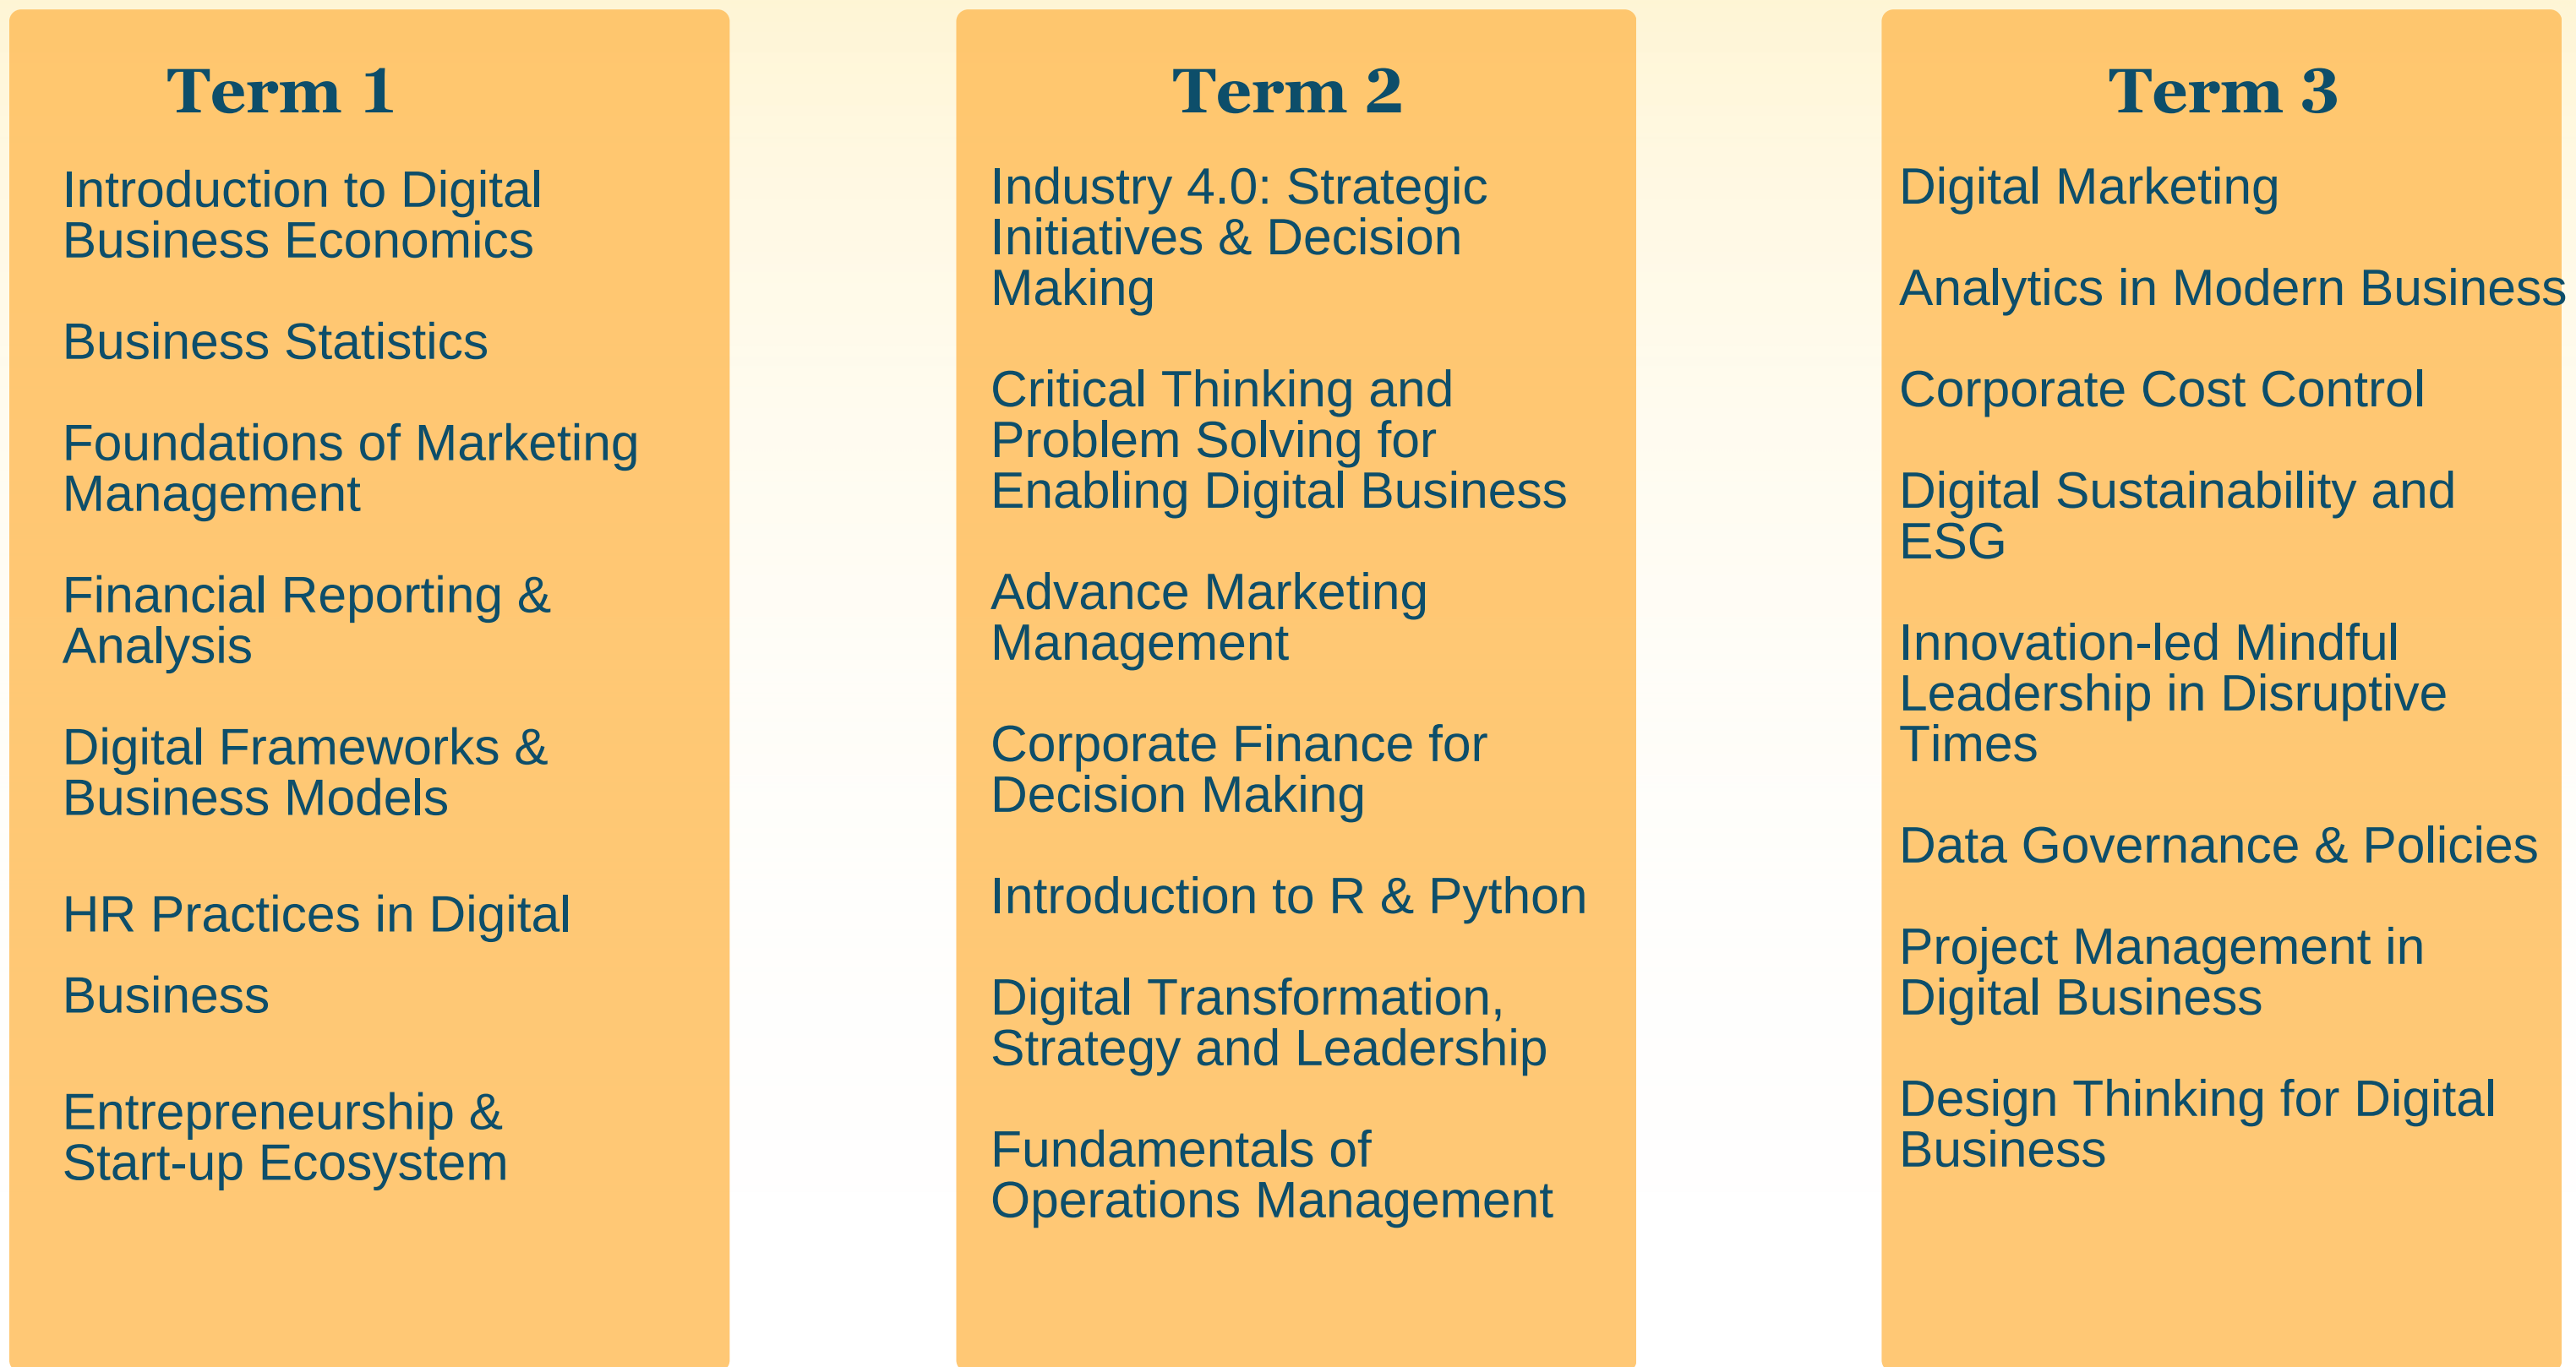 Term 1
Introduction to Digital
Business Economics
Business Statistics
Foundations of Marketing
Management
Financial Reporting &
Analysis
Digital Frameworks &
Business Models
HR Practices in Digital
Business
Entrepreneurship &
Start-up Ecosystem
Term 2
Industry 4.0: Strategic
Initiatives & Decision
Making
Critical Thinking and
Problem Solving for
Enabling Digital Business
Advance Marketing
Management
Corporate Finance for
Decision Making
Introduction to R & Python
Digital Transformation,
Strategy and Leadership
Fundamentals of
Operations Management
Term 3
Digital Marketing
Analytics in Modern Business
Corporate Cost Control
Digital Sustainability and
ESG
Innovation-led Mindful
Leadership in Disruptive
Times
Data Governance & Policies
Project Management in
Digital Business
Design Thinking for Digital
Business